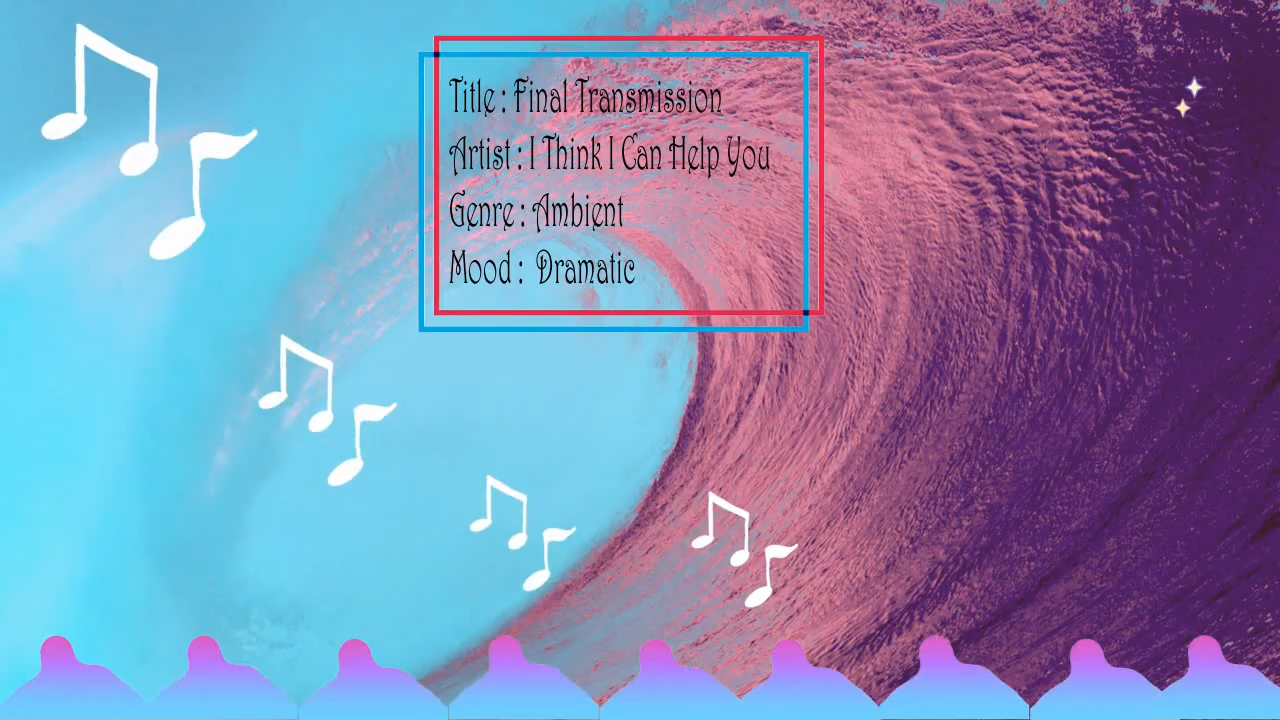 Title : Final Transmission
Artist : I Think I Can Help You
Genre : Ambient
Mood :  Dramatic